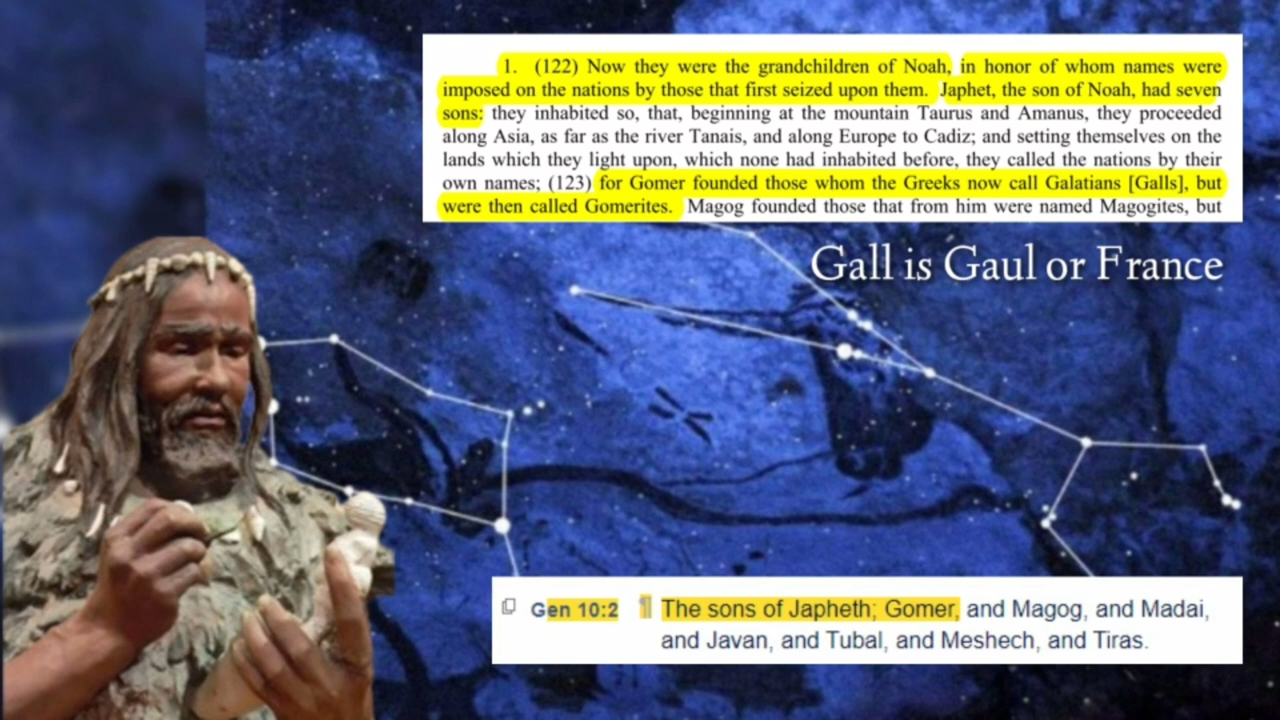 1. (122) Now they were the grandchildren of Noah, in honor of whom names were
imposed on the nations by those that first seized upon them. Japhet, the son of Noah, had seven
sons: they inhabited so, that, beginning at the mountain Taurus and Amanus, they proceeded
along Asia, as far as the river Tanais, and along Europe to Cadiz; and setting themselves on the
lands which they light upon, which none had inhabited before, they called the nations by their
own names; (123) for Gomer founded those whom the Greeks now call Galatians [Galls], but
were then called Gomerites. Magog founded those that from him were named Magogites, but
Gall is Gaul or France
Gen 10:2 ¶ The sons of Japheth; Gomer, and Magog, and Madai,
and Javan, and Tubal, and Meshech, and Tiras.